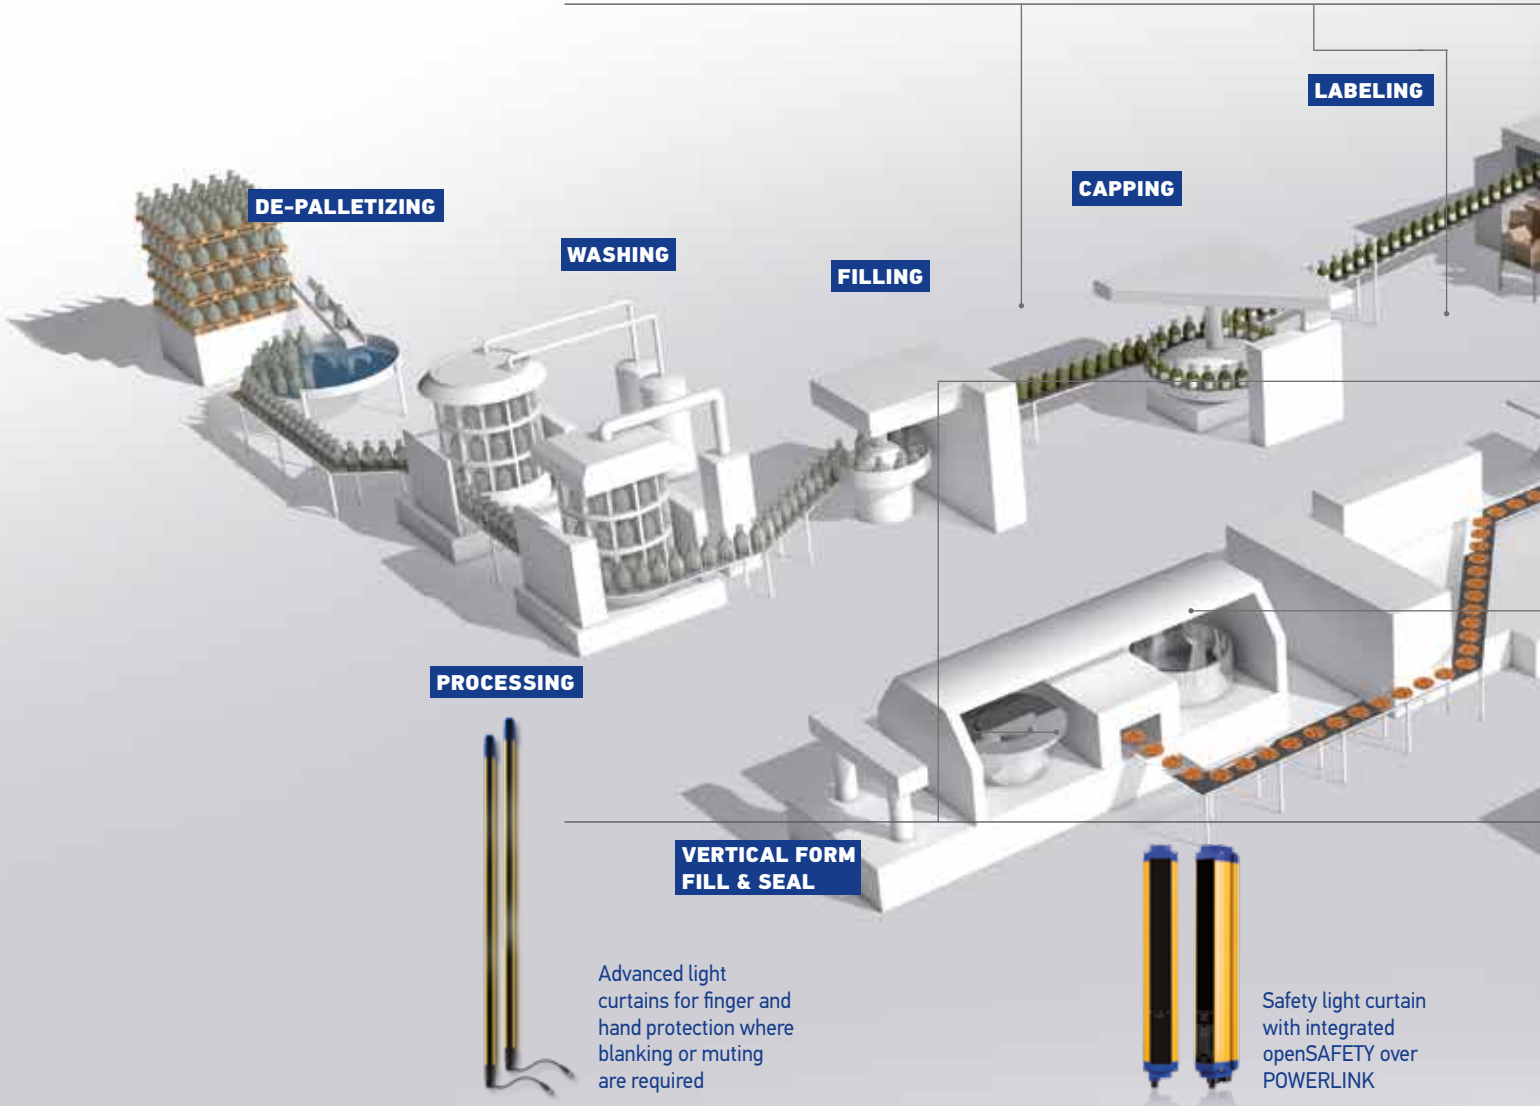 LABELING
CAPPING
DE-PALLETIZING
WASHING
FILLING
PROCESSING
VERTICAL FORM
FILL & SEAL
Advanced light
curtains for finger and
hand protection where
blanking or muting
are required
Safety light curtain
with integrated
openSAFETY over
POWERLINK